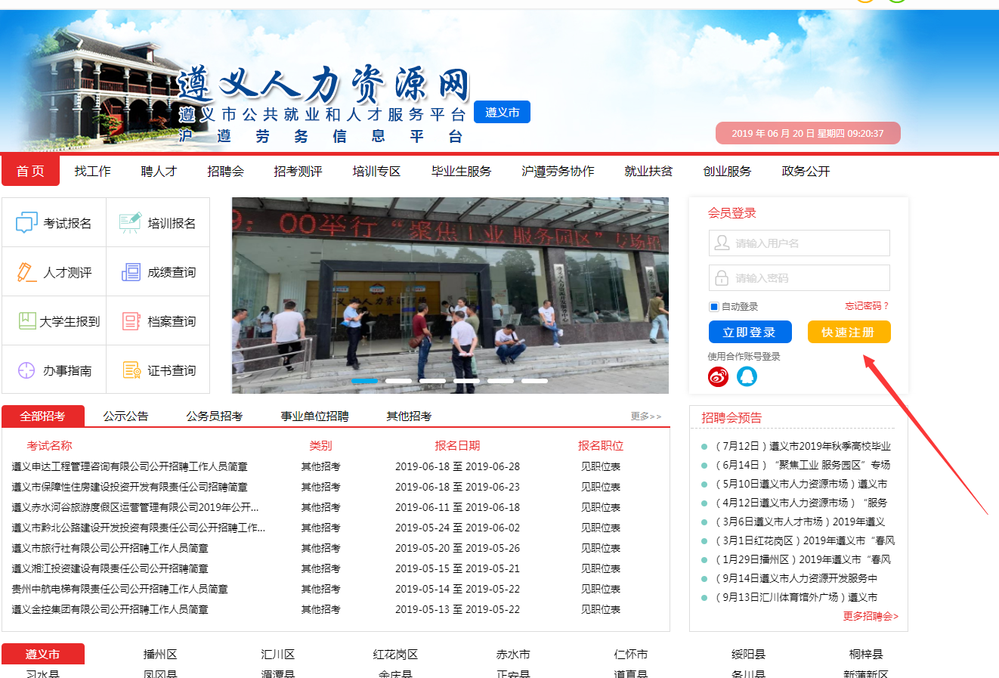 遵义人力资源网
遵义市公共就业和人才服务平台
遵义市
沪遵劳务信息平台
2019 年 06 月 20 日 星期四 09:20:37
首 页 找工作 聘人才 招聘会 招考测评 培训专区 毕业生服务 沪遵劳务协作 就业扶贫 创业服务 政务公开
考试报名 培训报名
人才测评 成绩查询
大学生报到 档案查询
办事指南 证书查询
9：00举行“聚焦工业 服务园区”专场招
会员登录
请输入用户名
请输入密码
自动登录 忘记密码？
立即登录 快速注册
使用合作账号登录
全部招考 公示公告 公务员招考 事业单位招聘 其他招考 更多>>
考试名称 类别 报名日期 报名职位
遵义申达工程管理咨询有限公司公开招聘工作人员简章 其他招考 2019-06-18 至 2019-06-28 见职位表
遵义市保障性住房建设投资开发有限责任公司招聘简章 其他招考 2019-06-18 至 2019-06-23 见职位表
遵义赤水河谷旅游度假区运营管理有限公司2019年公开... 其他招考 2019-06-11 至 2019-06-18 见职位表
遵义市黔北公路建设开发投资有限责任公司公开招聘工作... 其他招考 2019-05-24 至 2019-06-02 见职位表
遵义市旅行社有限公司公开招聘工作人员简章 其他招考 2019-05-20 至 2019-05-26 见职位表
遵义湘江投资建设有限责任公司公开招聘简章 其他招考 2019-05-15 至 2019-05-21 见职位表
贵州中航电梯有限责任公司公开招聘工作人员简章 其他招考 2019-05-14 至 2019-05-22 见职位表
遵义金控集团有限公司公开招聘工作人员简章 其他招考 2019-05-13 至 2019-05-22 见职位表
招聘会预告
（7月12日）遵义市2019年秋季高校毕业
（6月14日）“聚焦工业 服务园区”专场
（5月10日遵义市人力资源市场）遵义市
（4月12日遵义市人力资源市场）“服务
（3月6日遵义市人才市场）2019年遵义
（3月1日红花岗区）2019年遵义市“春风
（1月29日播州区）2019年遵义市“春风
（9月14日遵义市人力资源开发服务中
（9月13日汇川体育馆外广场）遵义市
更多招聘会>
遵义市 播州区 汇川区 红花岗区 赤水市 仁怀市 绥阳县 桐梓县
习水县 凤冈县 湄潭县 余庆县 正安县 道真县 务川县 新蒲新区